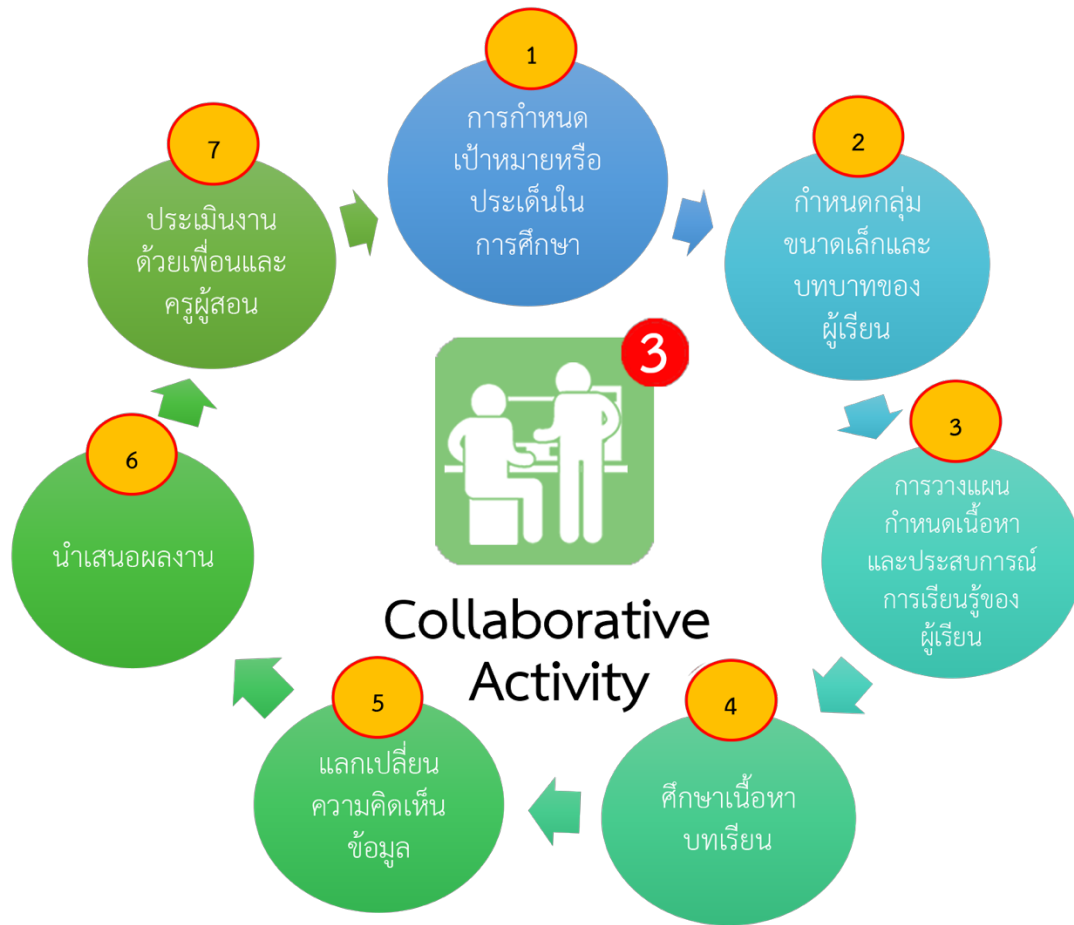 1
การกำหนด
เป้าหมายหรือ
ประเด็นใน
การศึกษา
2
กำหนดกลุ่ม
ขนาดเล็กและ
บทบาทของ
ผู้เรียน
3
การวางแผน
กำหนดเนื้อหา
และประสบการณ์
การเรียนรู้ของ
ผู้เรียน
4
ศึกษาเนื้อหา
บทเรียน
5
แลกเปลี่ยน
ความคิดเห็น
ข้อมูล
6
นำเสนอผลงาน
7
ประเมินงาน
ด้วยเพื่อนและ
ครูผู้สอน
3
Collaborative
Activity